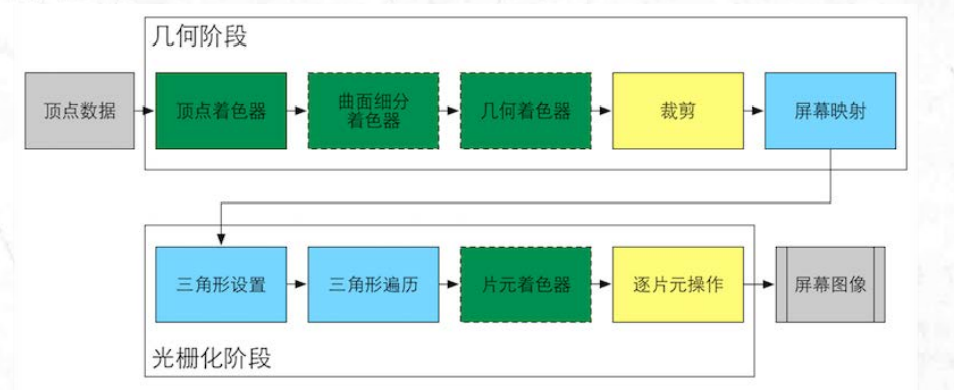 几何阶段
顶点数据
顶点着色器
曲面细分
着色器
几何着色器
裁剪
屏幕映射
三角形设置
三角形遍历
片元着色器
逐片元操作
屏幕图像
光栅化阶段